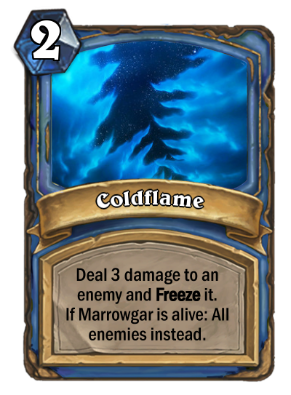 2
Coldflame
Deal 3 damage to an
enemy and Freeze it.
If Marrowgar is alive: All
enemies instead.